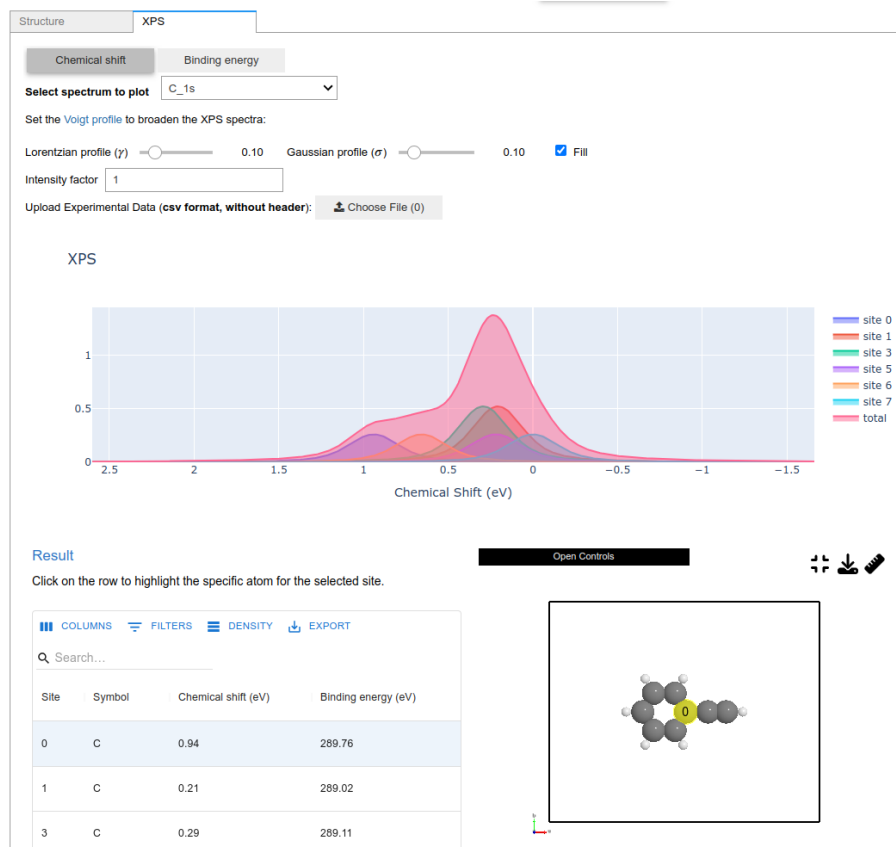 Structure XPS
Chemical shift Binding energy
Select spectrum to plot C_1s
Set the Voigt profile to broaden the XPS spectra:
Lorentzian profile (γ) 0.10 Gaussian profile (σ) 0.10 Fill
Intensity factor 1
Upload Experimental Data (csv format, without header): Choose File (0)
XPS
1
0.5
0
2.5 2 1.5 1 0.5 0 −0.5 −1 −1.5
Chemical Shift (eV)
site 0
site 1
site 3
site 5
site 6
site 7
total
Result
Click on the row to highlight the specific atom for the selected site.
COLUMNS FILTERS DENSITY EXPORT
Search...
Site Symbol Chemical shift (eV) Binding energy (eV)
0 C 0.94 289.76
1 C 0.21 289.02
3 C 0.29 289.11
Open Controls
0